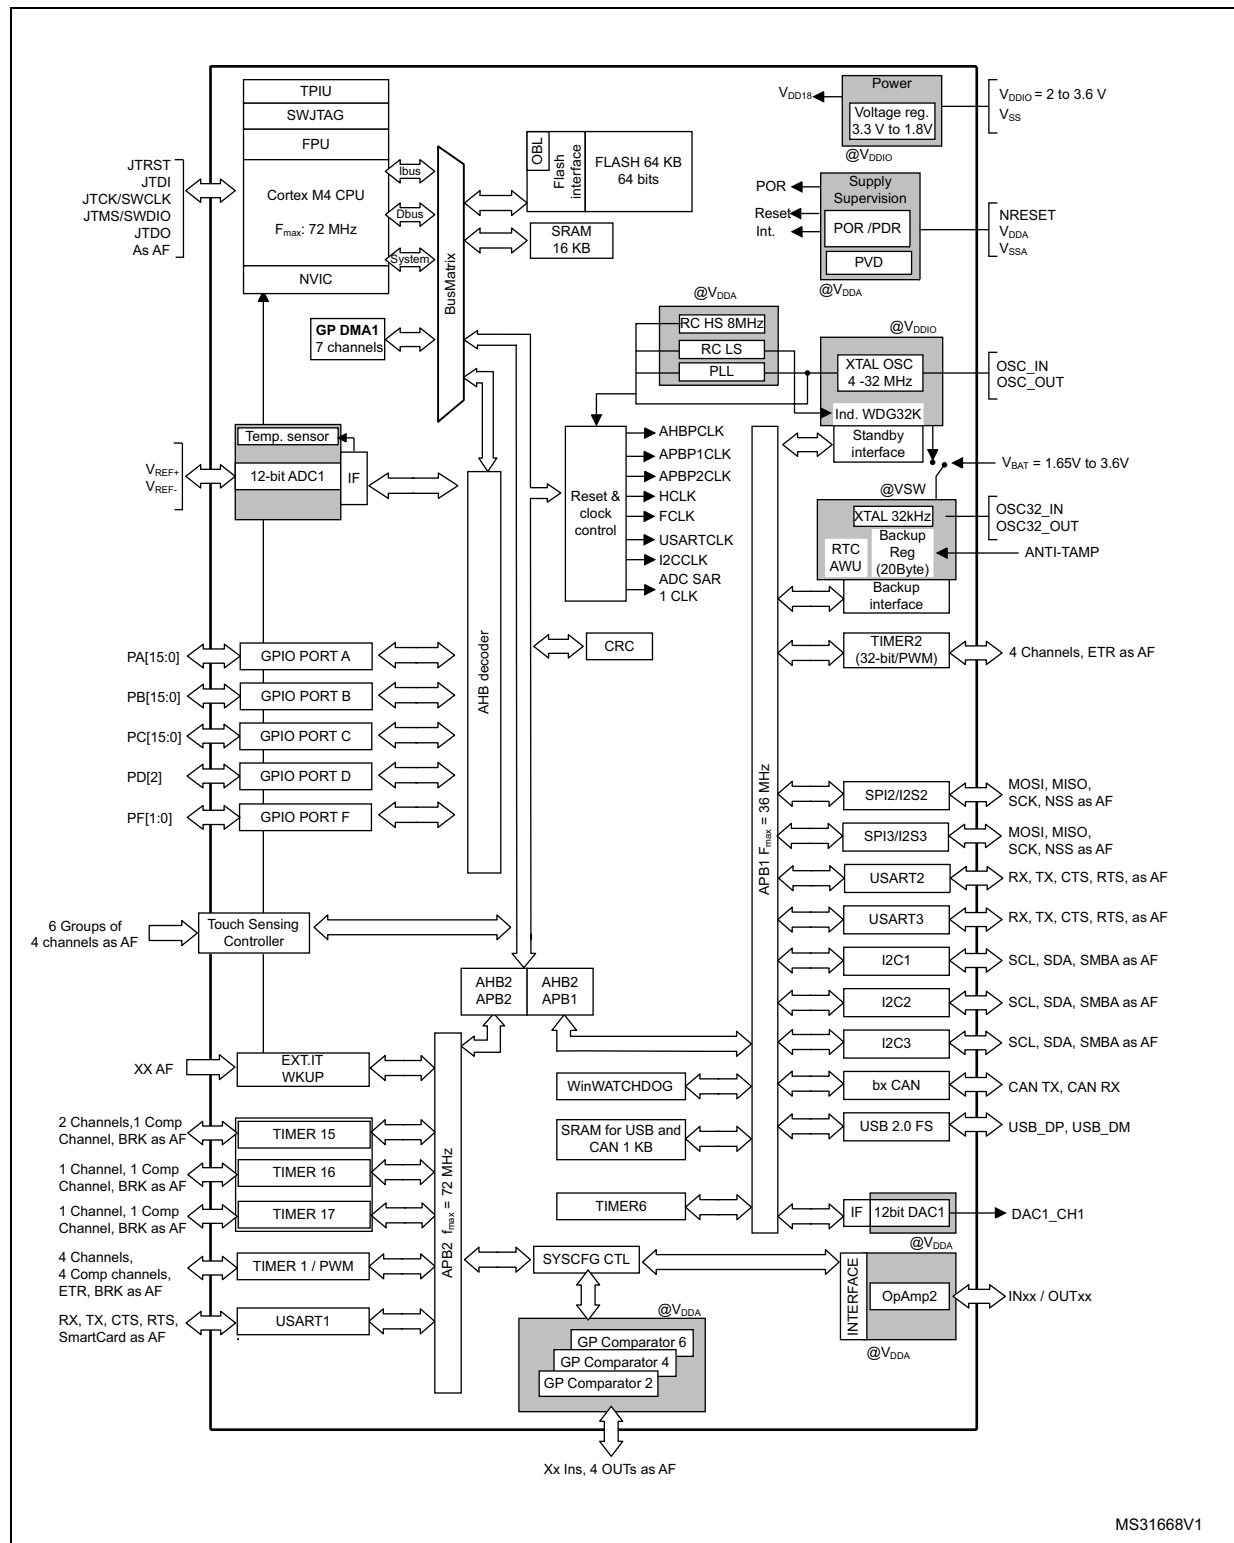 TPIU
SWJTAG
FPU
Cortex M4 CPU
Fmax: 72 MHz
NVIC
JTRST
JTDI
JTCK/SWCLK
JTMS/SWDIO
JTDO
As AF
Ibus
Dbus
System
BusMatrix
OBL
Flash interface
FLASH 64 KB
64 bits
SRAM
16 KB
GP DMA1
7 channels
VDD18
Power
Voltage reg.
3.3 V to 1.8V
@VDDIO
VDDIO = 2 to 3.6 V
VSS
POR
Reset
Int.
Supply
Supervision
POR /PDR
PVD
@VDDA
NRESET
VDDA
VSSA
@VDDA
RC HS 8MHz
RC LS
PLL
@VDDIO
XTAL OSC
4 -32 MHz
Ind. WDG32K
Standby
interface
OSC_IN
OSC_OUT
VBAT = 1.65V to 3.6V
@VSW
XTAL 32kHz
RTC
AWU
Backup
Reg
(20Byte)
Backup
interface
OSC32_IN
OSC32_OUT
ANTI-TAMP
Temp. sensor
12-bit ADC1
IF
VREF+
VREF-
Reset &
clock
control
AHBPCLK
APBP1CLK
APBP2CLK
HCLK
FCLK
USARTCLK
I2CCLK
ADC SAR
1 CLK
AHB decoder
CRC
PA[15:0]
GPIO PORT A
PB[15:0]
GPIO PORT B
PC[15:0]
GPIO PORT C
PD[2]
GPIO PORT D
PF[1:0]
GPIO PORT F
6 Groups of
4 channels as AF
Touch Sensing
Controller
AHB2
APB2
AHB2
APB1
APB1 Fmax = 36 MHz
TIMER2
(32-bit/PWM)
4 Channels, ETR as AF
SPI2/I2S2
MOSI, MISO,
SCK, NSS as AF
SPI3/I2S3
MOSI, MISO,
SCK, NSS as AF
USART2
RX, TX, CTS, RTS, as AF
USART3
RX, TX, CTS, RTS, as AF
I2C1
SCL, SDA, SMBA as AF
I2C2
SCL, SDA, SMBA as AF
I2C3
SCL, SDA, SMBA as AF
bx CAN
CAN TX, CAN RX
USB 2.0 FS
USB_DP, USB_DM
IF
12bit DAC1
DAC1_CH1
@VDDA
WinWATCHDOG
SRAM for USB and
CAN 1 KB
TIMER6
XX AF
EXT.IT
WKUP
2 Channels,1 Comp
Channel, BRK as AF
TIMER 15
1 Channel, 1 Comp
Channel, BRK as AF
TIMER 16
1 Channel, 1 Comp
Channel, BRK as AF
TIMER 17
4 Channels,
4 Comp channels,
ETR, BRK as AF
TIMER 1 / PWM
RX, TX, CTS, RTS,
SmartCard as AF
USART1
APB2 fmax = 72 MHz
SYSCFG CTL
@VDDA
GP Comparator 6
GP Comparator 4
GP Comparator 2
Xx Ins, 4 OUTs as AF
INTERFACE
OpAmp2
INxx / OUTxx
@VDDA
MS31668V1